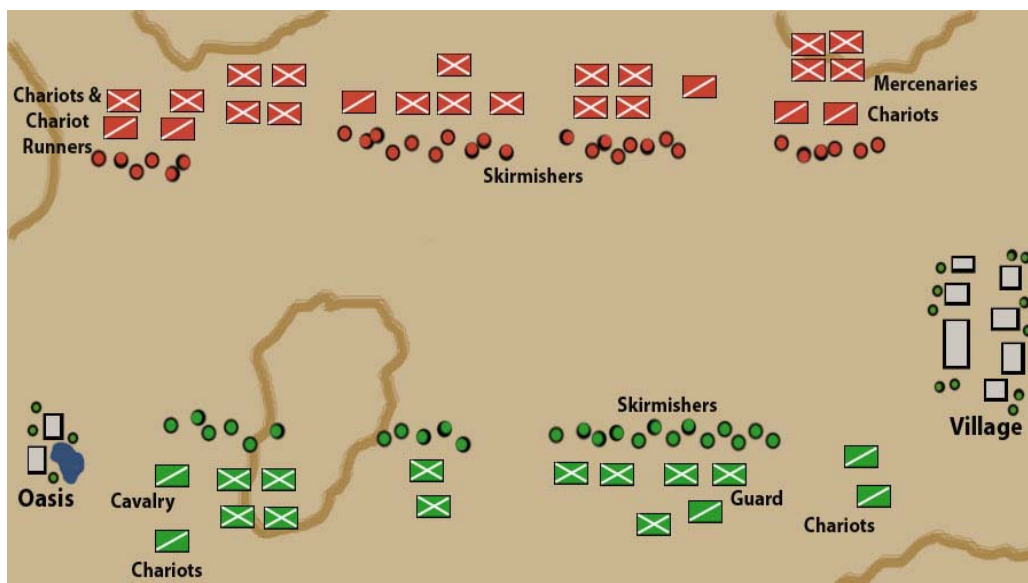 Chariots &
Chariot
Runners
Mercenaries
Chariots
Skirmishers
Skirmishers
Village
Oasis
Cavalry
Guard
Chariots
Chariots